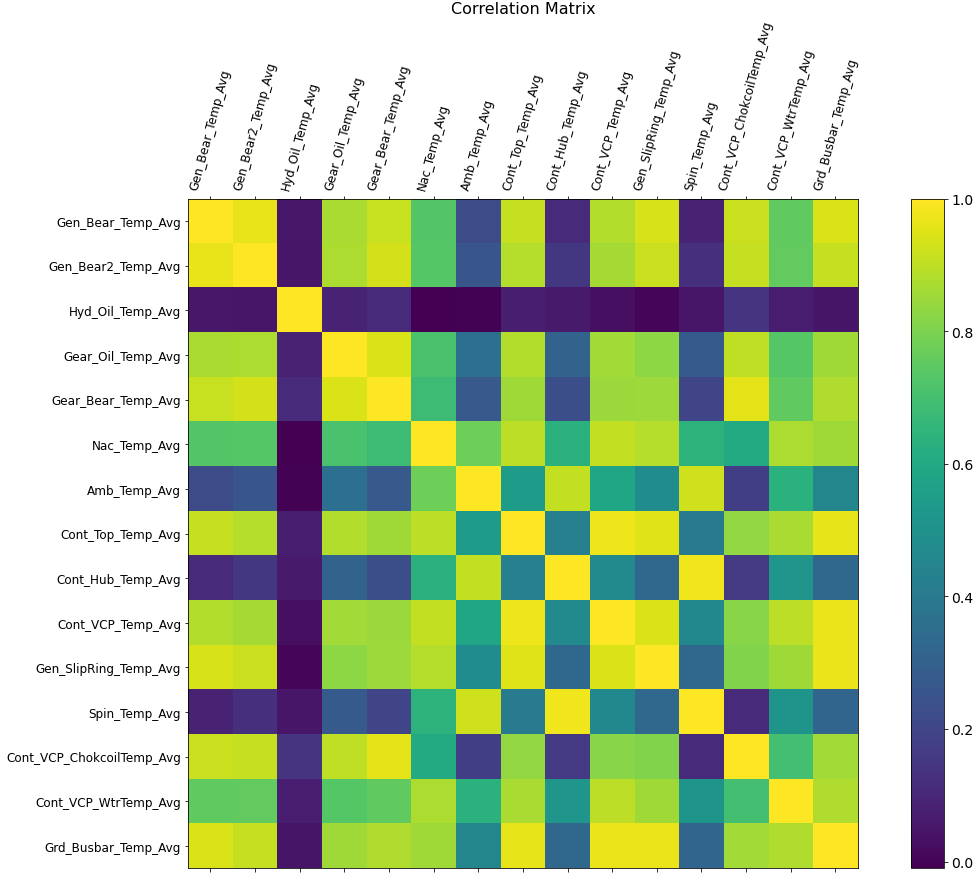 Correlation Matrix
Gen_Bear_Temp_Avg
Gen_Bear2_Temp_Avg
Hyd_Oil_Temp_Avg
Gear_Oil_Temp_Avg
Gear_Bear_Temp_Avg
Nac_Temp_Avg
Amb_Temp_Avg
Cont_Top_Temp_Avg
Cont_Hub_Temp_Avg
Cont_VCP_Temp_Avg
Gen_SlipRing_Temp_Avg
Spin_Temp_Avg
Cont_VCP_ChokcoilTemp_Avg
Cont_VCP_WtrTemp_Avg
Grd_Busbar_Temp_Avg
Gen_Bear_Temp_Avg
Gen_Bear2_Temp_Avg
Hyd_Oil_Temp_Avg
Gear_Oil_Temp_Avg
Gear_Bear_Temp_Avg
Nac_Temp_Avg
Amb_Temp_Avg
Cont_Top_Temp_Avg
Cont_Hub_Temp_Avg
Cont_VCP_Temp_Avg
Gen_SlipRing_Temp_Avg
Spin_Temp_Avg
Cont_VCP_ChokcoilTemp_Avg
Cont_VCP_WtrTemp_Avg
Grd_Busbar_Temp_Avg
1.0
0.8
0.6
0.4
0.2
0.0